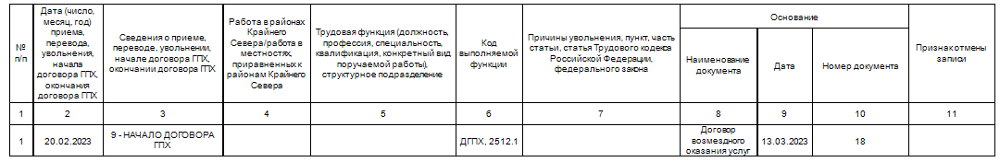 №
п/п
Дата (число,
месяц, год)
приема,
перевода,
увольнения,
начала
договора ГПХ,
окончания
договора ГПХ
Сведения о приеме,
переводе, увольнении,
начале договора ГПХ,
окончании договора ГПХ
Работа в районах
Крайнего
Севера/работа в
местностях,
приравненных к
районам Крайнего
Севера
Трудовая функция (должность,
профессия, специальность,
квалификация, конкретный вид
поручаемой работы),
структурное подразделение
Код
выполняемой
функции
Причины увольнения, пункт, часть
статьи, статья Трудового кодекса
Российской Федерации,
федерального закона
Основание
Наименование
документа
Дата
Номер документа
Признак отмены
записи
1 2 3 4 5 6 7 8 9 10 11
1
20.02.2023
9 - НАЧАЛО ДОГОВОРА
ГПХ
ДГПХ, 2512.1
Договор
возмездного
оказания услуг
13.03.2023
18